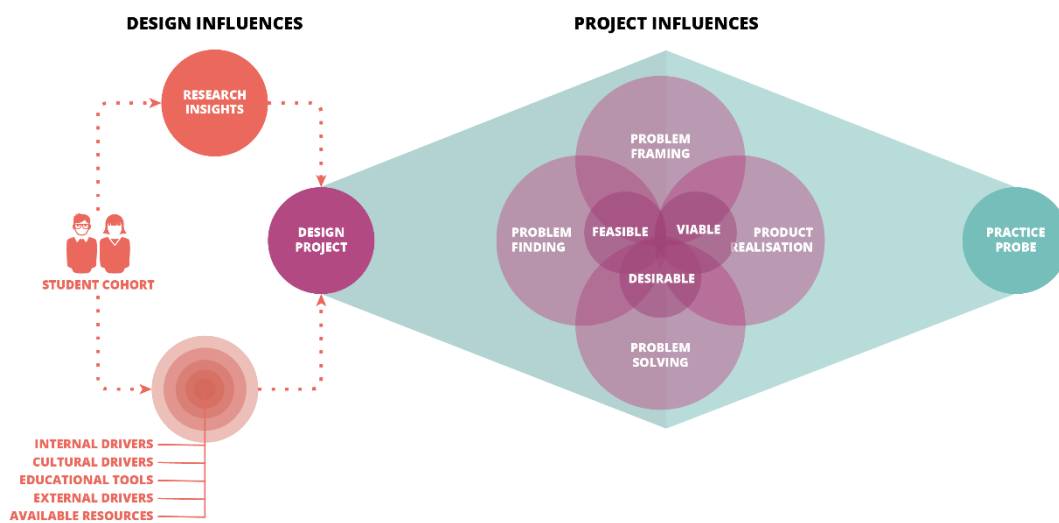 DESIGN INFLUENCES
PROJECT INFLUENCES
RESEARCH
INSIGHTS
STUDENT COHORT
INTERNAL DRIVERS
CULTURAL DRIVERS
EDUCATIONAL TOOLS
EXTERNAL DRIVERS
AVAILABLE RESOURCES
DESIGN
PROJECT
PROBLEM
FRAMING
PROBLEM
FINDING
FEASIBLE
VIABLE
DESIRABLE
PRODUCT
REALISATION
PROBLEM
SOLVING
PRACTICE
PROBE